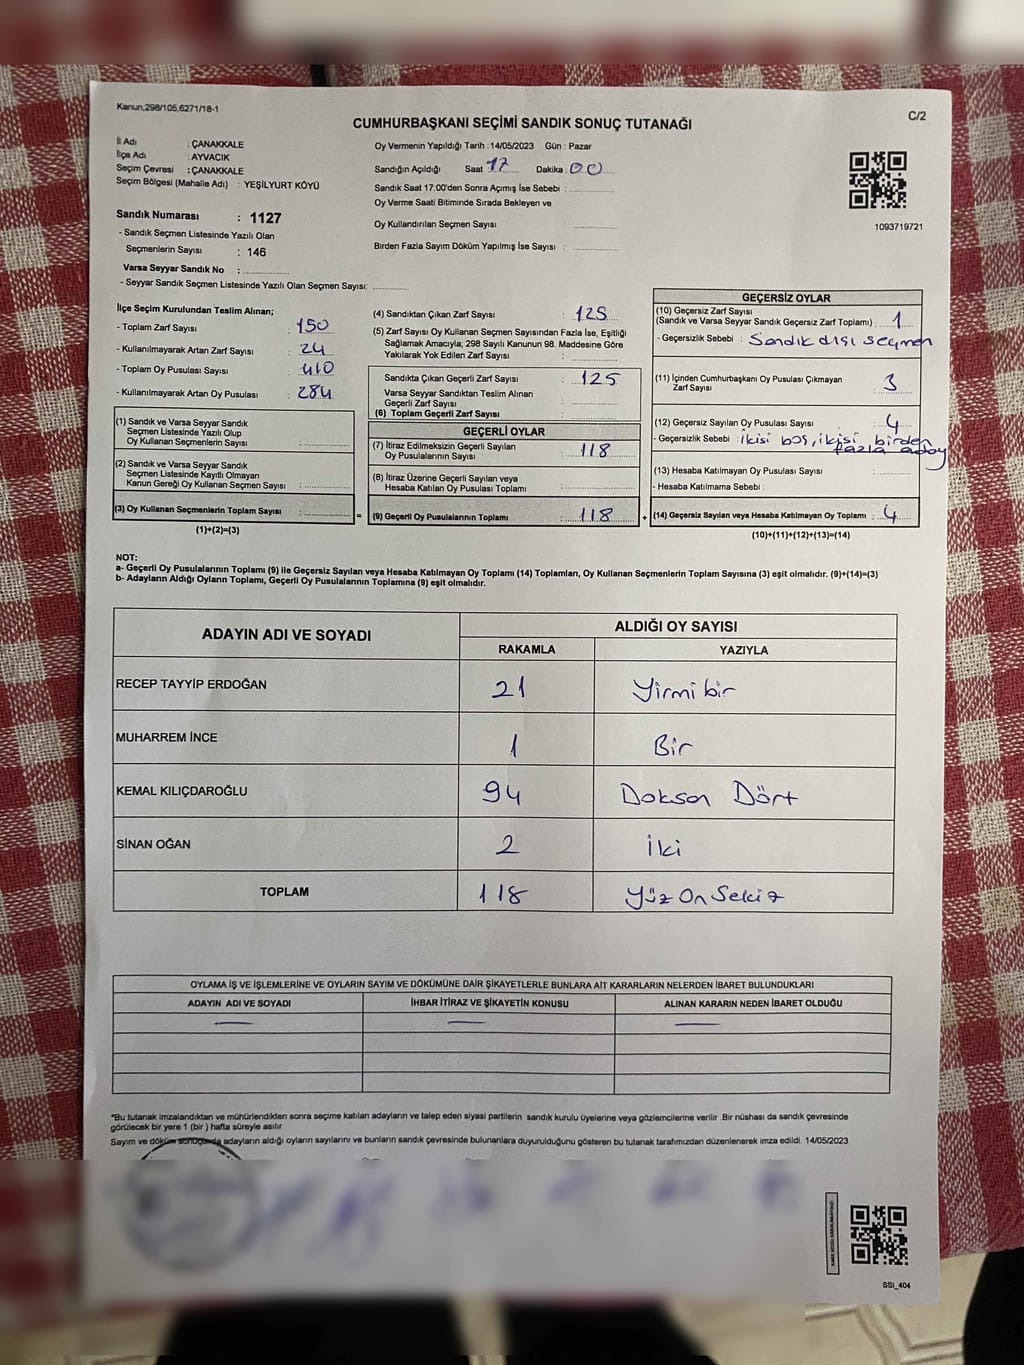 Kanun,298/105,6271/18-1
C/2
CUMHURBAŞKANI SEÇİMİ SANDIK SONUÇ TUTANAĞI
İl Adı : ÇANAKKALE
İlçe Adı : AYVACIK
Seçim Çevresi : ÇANAKKALE
Seçim Bölgesi (Mahalle Adı) : YEŞİLYURT KÖYÜ
Oy Vermenin Yapıldığı Tarih : 14/05/2023 Gün : Pazar
Sandığın Açıldığı Saat 17 Dakika : 00
Sandık Saat 17:00'den Sonra Açımış İse Sebebi :
Oy Verme Saati Bitiminde Sırada Bekleyen ve
Oy Kullandırılan Seçmen Sayısı :
Birden Fazla Sayım Döküm Yapılmış İse Sayısı :
1093719721
Sandık Numarası : 1127
- Sandık Seçmen Listesinde Yazılı Olan
Seçmenlerin Sayısı : 146
Varsa Seyyar Sandık No :
- Seyyar Sandık Seçmen Listesinde Yazılı Olan Seçmen Sayısı:
İlçe Seçim Kurulundan Teslim Alınan;
- Toplam Zarf Sayısı : 150
- Kullanılmayarak Artan Zarf Sayısı : 24
- Toplam Oy Pusulası Sayısı : 410
- Kullanılmayarak Artan Oy Pusulası : 284
(1) Sandık ve Varsa Seyyar Sandık
Seçmen Listesinde Yazılı Olup
Oy Kullanan Seçmenlerin Sayısı :
(2) Sandık ve Varsa Seyyar Sandık
Seçmen Listesinde Kayıtlı Olmayan
Kanun Gereği Oy Kullanan Seçmen Sayısı :
(3) Oy Kullanan Seçmenlerin Toplam Sayısı : =
(1)+(2)=(3)
(4) Sandıktan Çıkan Zarf Sayısı : 125
(5) Zarf Sayısı Oy Kullanan Seçmen Sayısından Fazla İse, Eşitliği
Sağlamak Amacıyla; 298 Sayılı Kanunun 98. Maddesine Göre
Yakılarak Yok Edilen Zarf Sayısı :
Sandıkta Çıkan Geçerli Zarf Sayısı : 125
Varsa Seyyar Sandıktan Teslim Alınan
Geçerli Zarf Sayısı :
(6) Toplam Geçerli Zarf Sayısı :
GEÇERLİ OYLAR
(7) İtiraz Edilmeksizin Geçerli Sayılan
Oy Pusulalarının Sayısı : 118
(8) İtiraz Üzerine Geçerli Sayılan veya
Hesaba Katılan Oy Pusulası Toplamı :
(9) Geçerli Oy Pusulalarının Toplamı : 118 +
GEÇERSİZ OYLAR
(10) Geçersiz Zarf Sayısı
(Sandık ve Varsa Seyyar Sandık Geçersiz Zarf Toplamı) : 1
- Geçersizlik Sebebi : Sandık dışı seçmen
(11) İçinden Cumhurbaşkanı Oy Pusulası Çıkmayan
Zarf Sayısı : 3
(12) Geçersiz Sayılan Oy Pusulası Sayısı : 4
- Geçersizlik Sebebi : ikisi boş, ikisi birden
fazla aday
(13) Hesaba Katılmayan Oy Pusulası Sayısı :
- Hesaba Katılmama Sebebi :
(14) Geçersiz Sayılan veya Hesaba Katılmayan Oy Toplamı : 4
(10)+(11)+(12)+(13)=(14)
NOT:
a- Geçerli Oy Pusulalarının Toplamı (9) ile Geçersiz Sayılan veya Hesaba Katılmayan Oy Toplamı (14) Toplamları, Oy Kullanan Seçmenlerin Toplam Sayısına (3) eşit olmalıdır. (9)+(14)=(3)
b- Adayların Aldığı Oyların Toplamı, Geçerli Oy Pusulalarının Toplamına (9) eşit olmalıdır.
ADAYIN ADI VE SOYADI
ALDIĞI OY SAYISI
RAKAMLA YAZIYLA
RECEP TAYYİP ERDOĞAN 21 Yirmi bir
MUHARREM İNCE 1 Bir
KEMAL KILIÇDAROĞLU 94 Doksan Dört
SİNAN OĞAN 2 İki
TOPLAM 118 Yüz On Sekiz
OYLAMA İŞ VE İŞLEMLERİNE VE OYLARIN SAYIM VE DÖKÜMÜNE DAİR ŞİKAYETLERLE BUNLARA AİT KARARLARIN NELERDEN İBARET BULUNDUKLARI
ADAYIN ADI VE SOYADI İHBAR İTİRAZ VE ŞİKAYETİN KONUSU ALINAN KARARIN NEDEN İBARET OLDUĞU
*Bu tutanak imzalandıktan ve mühürlendikten sonra seçime katılan adayların ve talep eden siyasi partilerin sandık kurulu üyelerine veya gözlemcilerine verilir .Bir nüshası da sandık çevresinde
görülecek bir yere 1 (bir ) hafta süreyle asılır
Sayım ve döküm sonucunda adayların aldığı oyların sayılarını ve bunların sandık çevresinde bulunanlara duyurulduğunu gösteren bu tutanak tarafımızdan düzenlenerek imza edildi. 14/05/2023
SSI_404